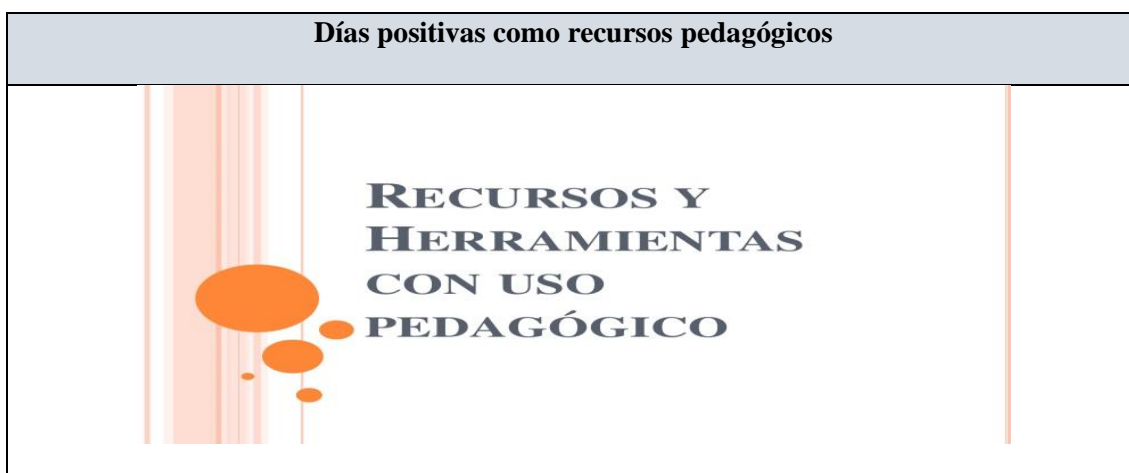 Días positivas como recursos pedagógicos
RECURSOS Y
HERRAMIENTAS
CON USO
PEDAGÓGICO